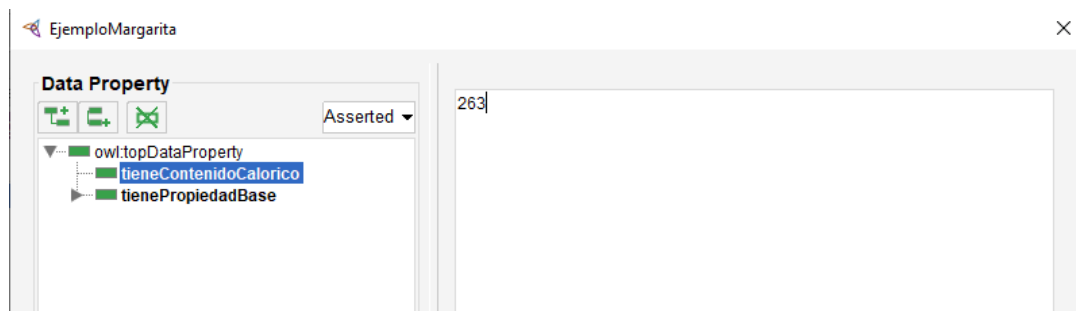 EjemploMargarita
Data Property
Asserted
owl:topDataProperty
tieneContenidoCalorico
tienePropiedadBase
263